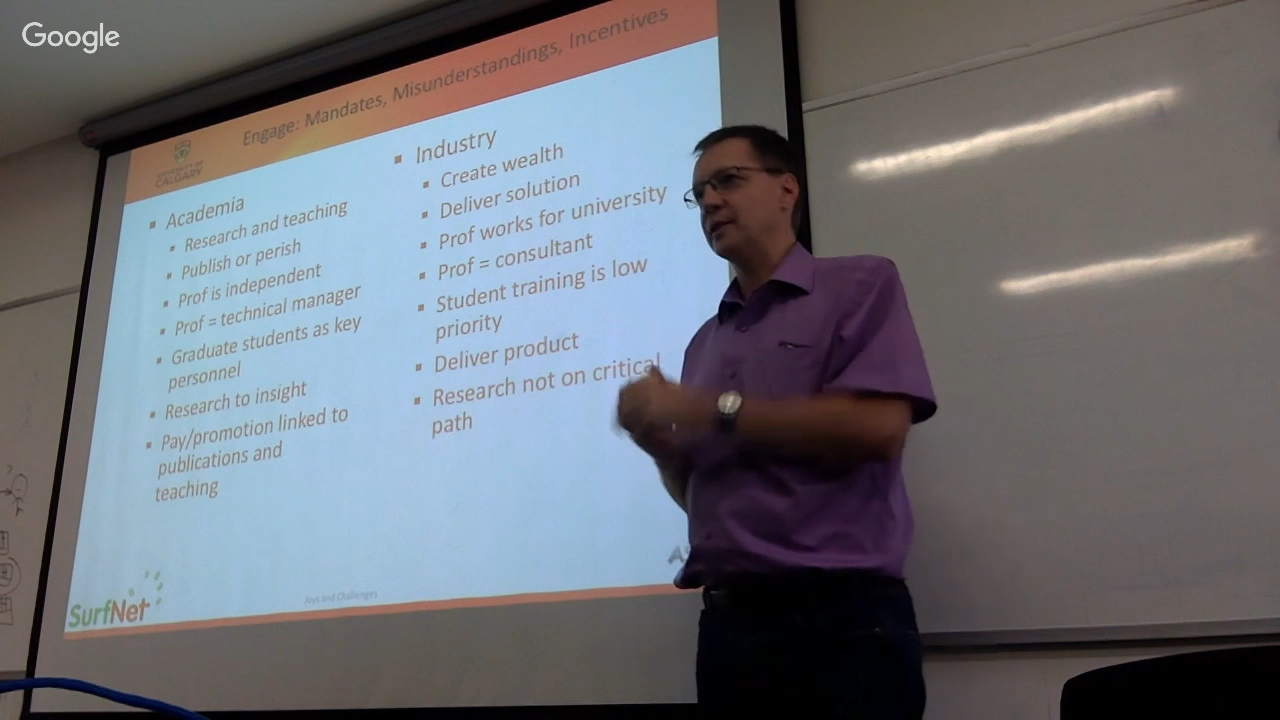 Google
Engage: Mandates, Misunderstandings, Incentives
UNIVERSITY OF
CALGARY
Academia
Research and teaching
Publish or perish
Prof is independent
Prof = technical manager
Graduate students as key
personnel
Research to insight
Pay/promotion linked to
publications and
teaching
Industry
Create wealth
Deliver solution
Prof works for university
Prof = consultant
Student training is low
priority
Deliver product
Research not on critical
path
SurfNet
Joys and Challenges